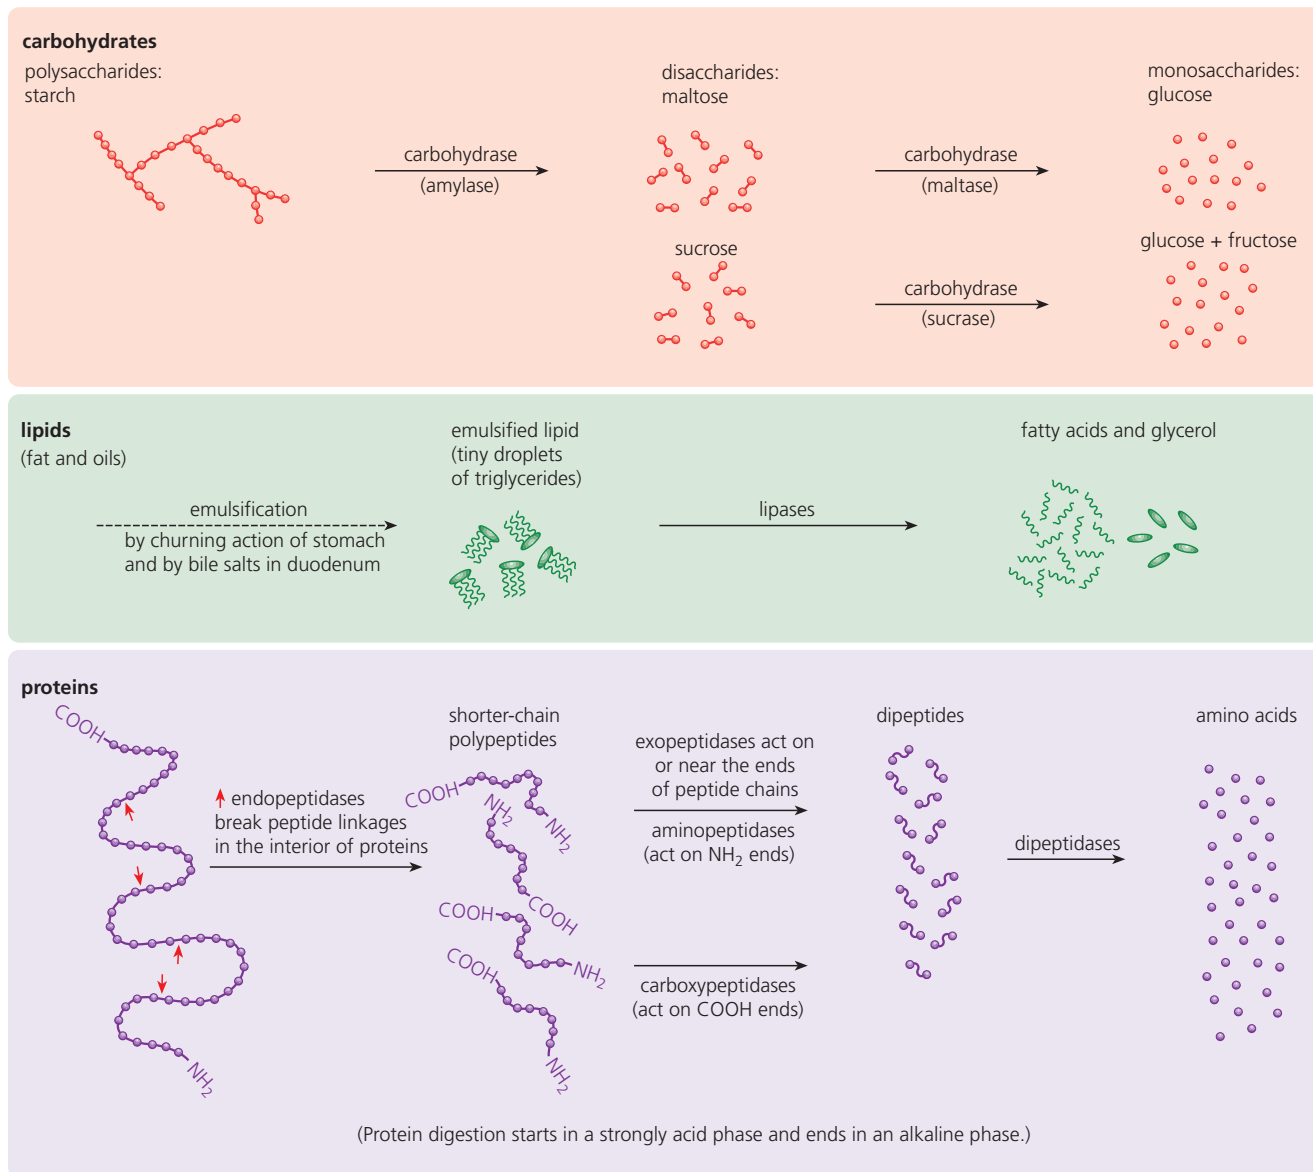 carbohydrates
polysaccharides:
starch
carbohydrase
(amylase)
disaccharides:
maltose
carbohydrase
(maltase)
monosaccharides:
glucose
sucrose
carbohydrase
(sucrase)
glucose + fructose
lipids
(fat and oils)
emulsification
by churning action of stomach
and by bile salts in duodenum
emulsified lipid
(tiny droplets
of triglycerides)
lipases
fatty acids and glycerol
proteins
COOH
NH₂
endopeptidases
break peptide linkages
in the interior of proteins
shorter-chain
polypeptides
COOH
NH₂
NH₂
COOH
COOH
NH₂
COOH
NH₂
exopeptidases act on
or near the ends
of peptide chains
aminopeptidases
(act on NH₂ ends)
carboxypeptidases
(act on COOH ends)
dipeptides
dipeptidases
amino acids
(Protein digestion starts in a strongly acid phase and ends in an alkaline phase.)